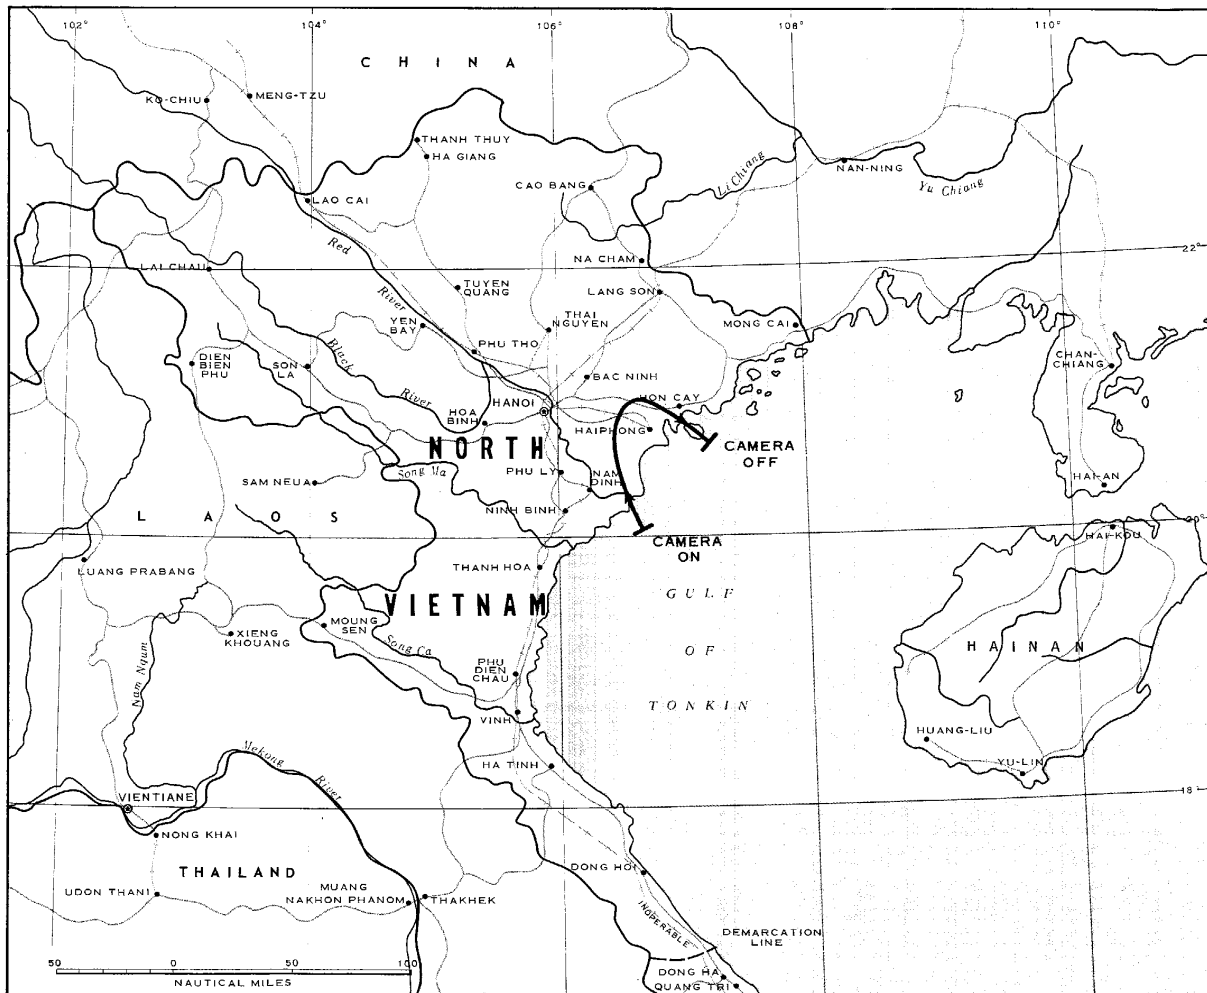 102°
104°
106°
108°
110°
CHINA
KO-CHIU
MENG-TZU
THANH THUY
HA GIANG
CAO BANG
Li Chiang
NAN-NING
Yu Chiang
LAO CAI
Red
River
NA CHAM
22°
LAI CHAU
TUYEN
QUANG
LANG SON
THAI
NGUYEN
YEN
BAY
MONG CAI
PHU THO
DIEN
BIEN
PHU
SON
LA
Black
River
BAC NINH
CHAN-
CHIANG
HANOI
HON CAY
HOA
BINH
HAIPHONG
NORTH
CAMERA
OFF
PHU LY
NAM
DINH
Song Ma
SAM NEUA
HAI-AN
NINH BINH
LAOS
20°
HAI-KOU
CAMERA
ON
LUANG PRABANG
THANH HOA
VIETNAM
GULF
OF
TONKIN
MOUNG
SEN
XIENG
KHOUANG
Song Ca
HAINAN
Nam Ngum
PHU
DIEN
CHAU
VINH
HUANG-LIU
YU-LIN
Mekong
River
HA TINH
VIENTIANE
18°
NONG KHAI
THAILAND
DONG HOI
UDON THANI
MUANG
NAKHON PHANOM
THAKHEK
INOPERABLE
DEMARCATION
LINE
DONG HA
QUANG TRI
50
0
50
100
NAUTICAL MILES